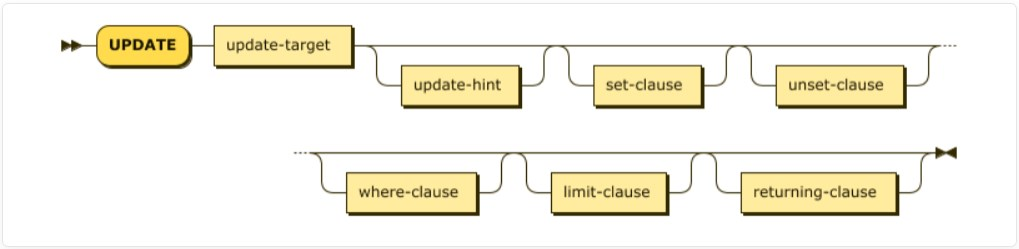 UPDATE update-target
update-hint set-clause unset-clause
where-clause limit-clause returning-clause